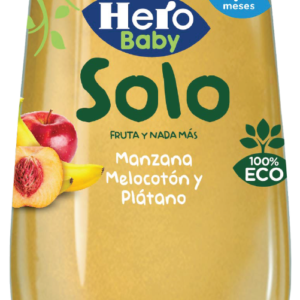 Hero
Baby
meses
Solo
FRUTA Y NADA MÁS
Manzana
Melocotón y
Plátano
100%
ECO